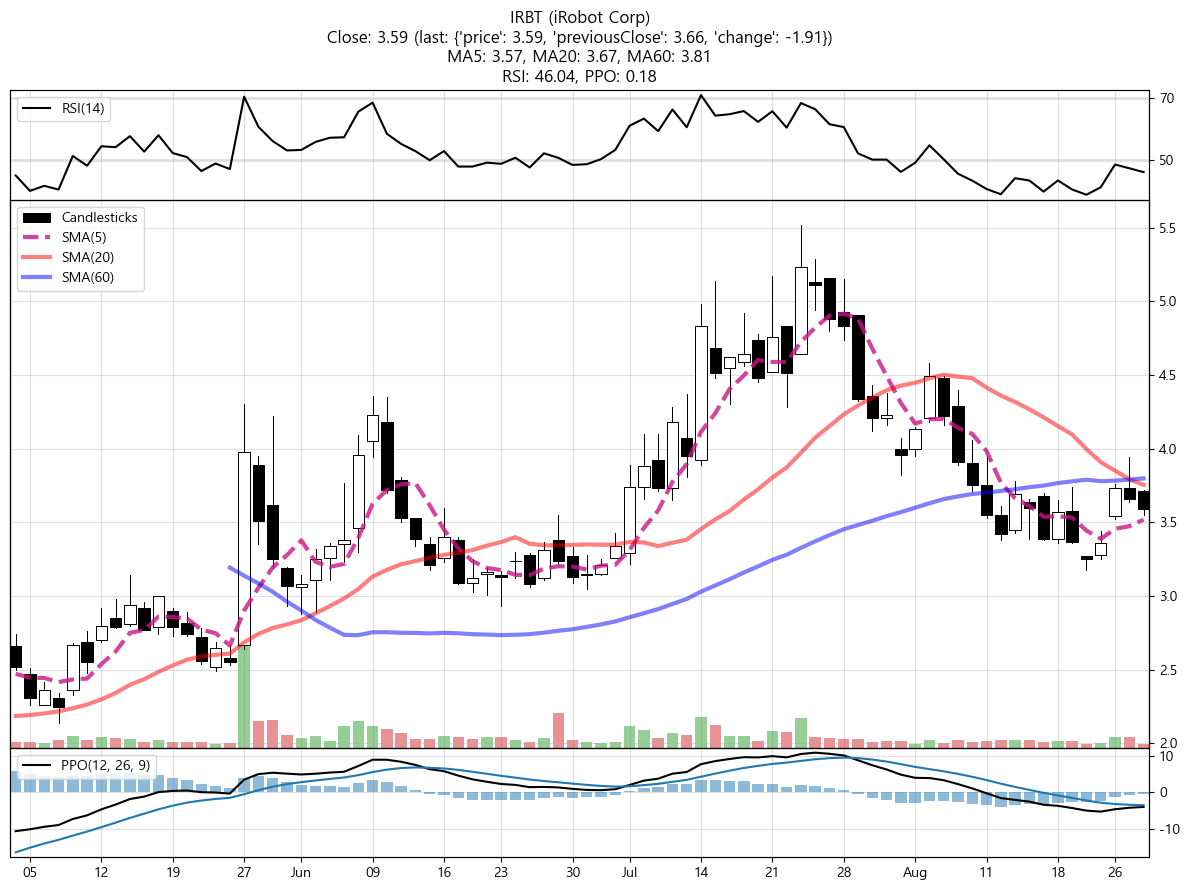 IRBT (iRobot Corp)
Close: 3.59 (last: {'price': 3.59, 'previousClose': 3.66, 'change': -1.91})
MA5: 3.57, MA20: 3.67, MA60: 3.81
RSI: 46.04, PPO: 0.18
RSI(14)
70
50
Candlesticks
SMA(5)
SMA(20)
SMA(60)
5.5
5.0
4.5
4.0
3.5
3.0
2.5
2.0
PPO(12, 26, 9)
10
0
-10
05 12 19 27 Jun 09 16 23 30 Jul 14 21 28 Aug 11 18 26